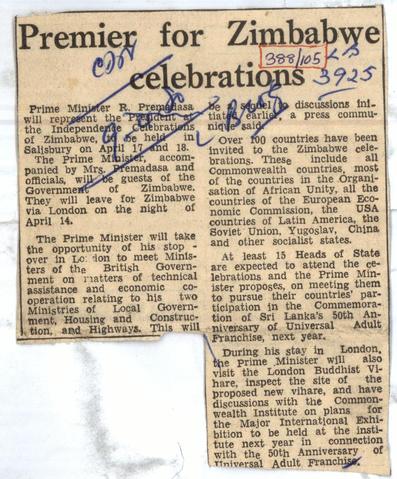 Premier for Zimbabwe
celebrations
388/105
3925
Prime Minister R. Premadasa
will represent the President at
the Independence celebrations
of Zimbabwe, to be held in
Salisbury on April 17 and 18.
The Prime Minister, accom-
panied by Mrs. Premadasa and
officials, will be guests of the
Government of Zimbabwe.
They will leave for Zimbabwe
via London on the night of
April 14.
The Prime Minister will take
the opportunity of his stop-
over in London to meet Minis-
ters of the British Govern-
ment on matters of technical
assistance and economic co-
operation relating to his two
Ministries of Local Govern-
ment, Housing and Construc-
tion, and Highways. This will
be a sequel to discussions ini-
tiated earlier, a press commu-
nique said.
Over 100 countries have been
invited to the Zimbabwe cele-
brations. These include all
Commonwealth countries, most
of the countries in the Organi-
sation of African Unity, all the
countries of the European Eco-
nomic Commission, the USA
countries of Latin America, the
Soviet Union, Yugoslav, China
and other socialist states.
At least 15 Heads of State
are expected to attend the ce-
lebrations and the Prime Min-
ister proposes, on meeting them
to pursue their countries' par-
ticipation in the Commemora-
tion of Sri Lanka's 50th An-
niversary of Universal Adult
Franchise, next year.
During his stay in London,
the Prime Minister will also
visit the London Buddhist Vi-
hare, inspect the site of the
proposed new vihare, and have
discussions with the Common-
wealth Institute on plans for
the Major International Exhi-
bition to be held at the insti-
tute next year in connection
with the 50th Anniversary of
Universal Adult Franchise.